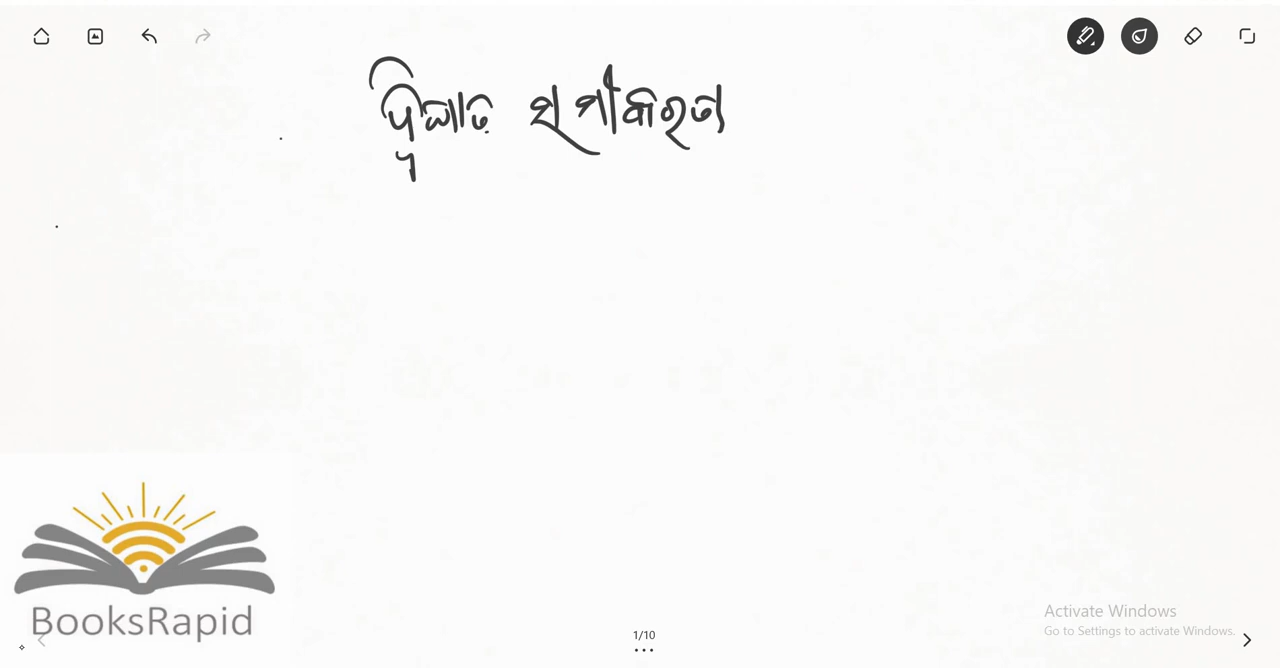 ଦ୍ୱିଘାତ ସମୀକରଣ
BooksRapid
Activate Windows
Go to Settings to activate Windows.
1/10